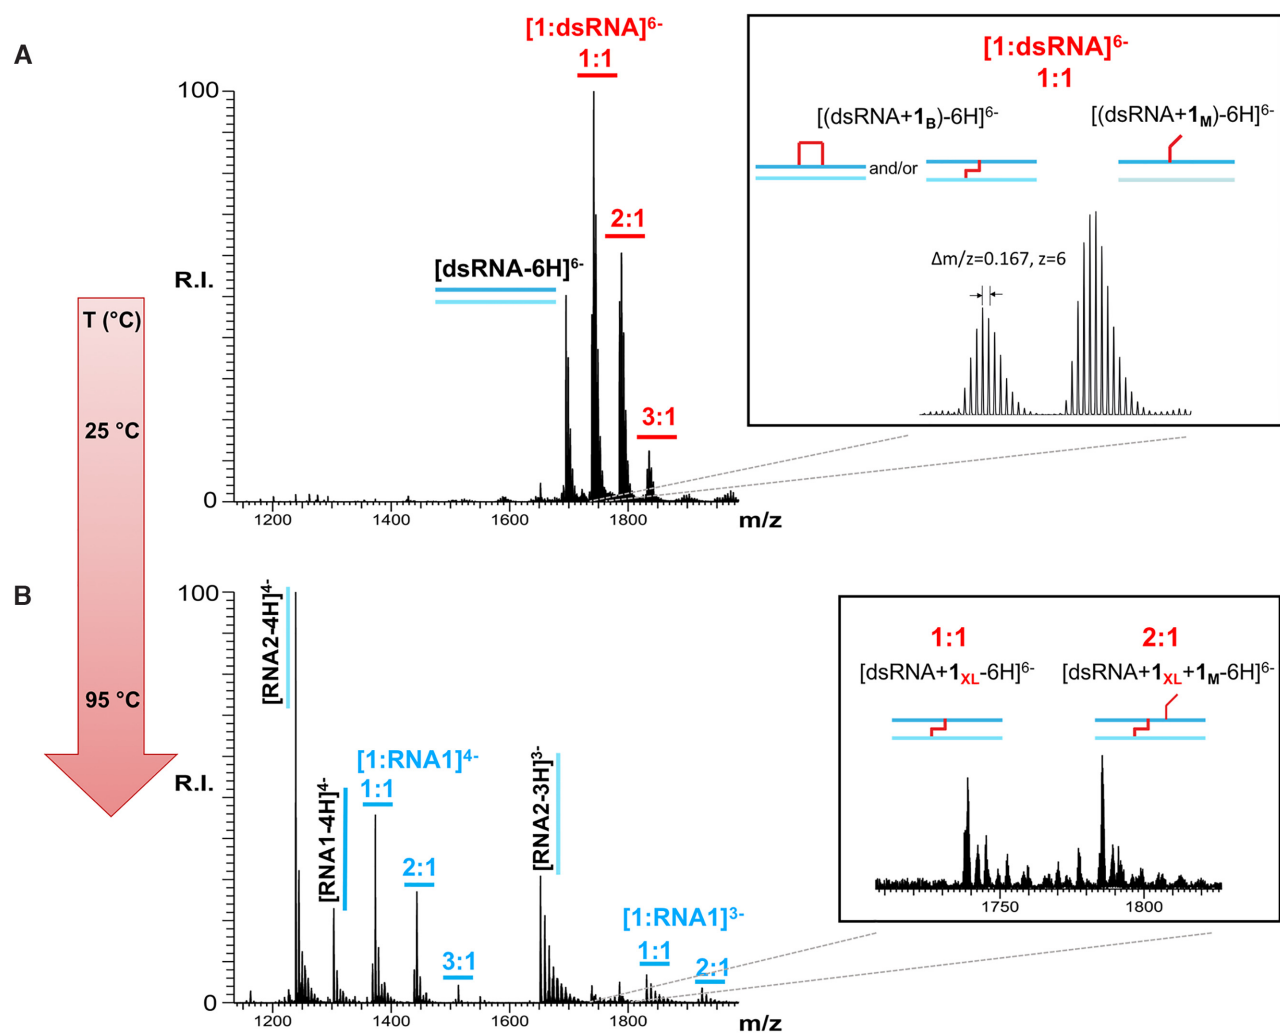 A
[1:dsRNA]6-
1:1
100
2:1
[dsRNA-6H]6-
R.I.
3:1
0
1200
1400
1600
1800
m/z
[1:dsRNA]6-
1:1
[(dsRNA+1B)-6H]6-
[(dsRNA+1M)-6H]6-
and/or
Δm/z=0.167, z=6
T (°C)
25 °C
95 °C
B
100
[RNA2-4H]4-
[RNA1-4H]4-
[1:RNA1]4-
1:1
2:1
3:1
[RNA2-3H]3-
[1:RNA1]3-
1:1
2:1
R.I.
0
1200
1400
1600
1800
m/z
1:1
2:1
[dsRNA+1XL-6H]6-
[dsRNA+1XL+1M-6H]6-
1750
1800